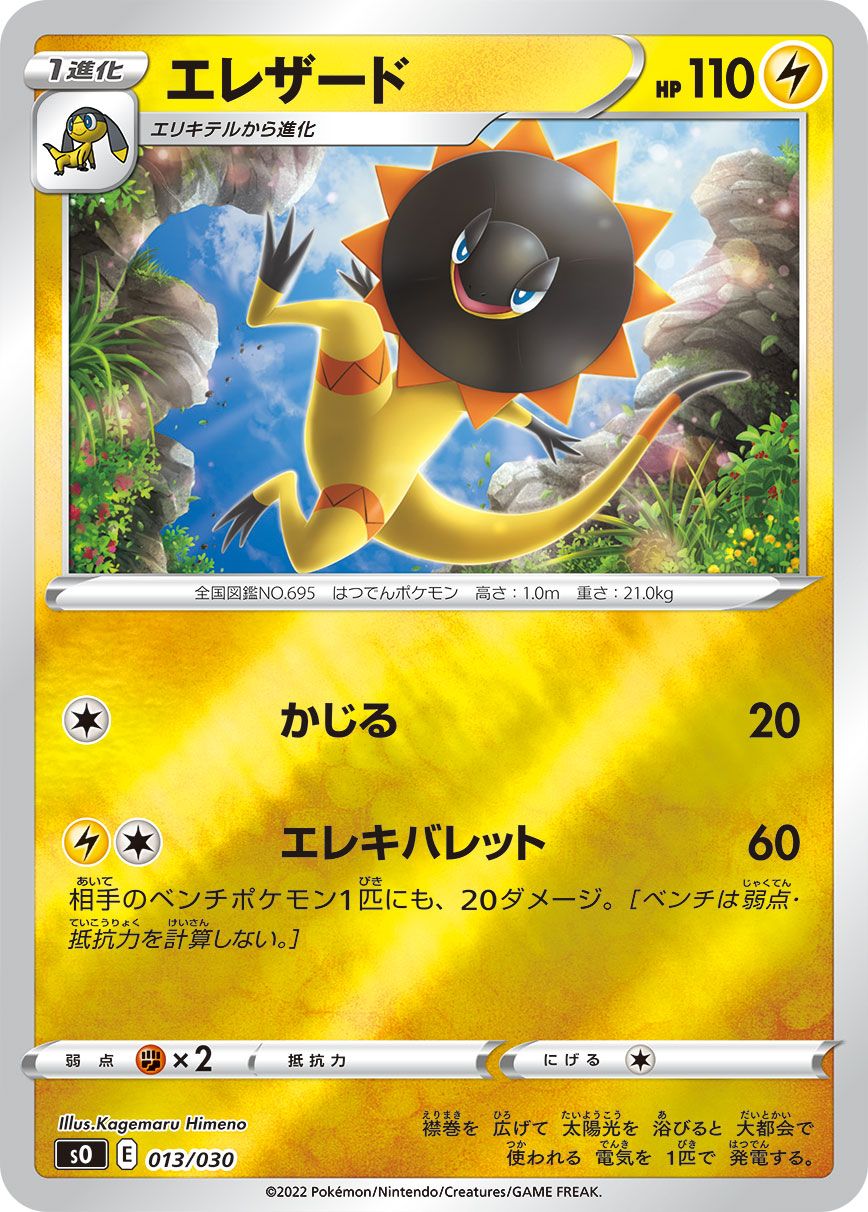 1進化
エレザード
HP 110
エリキテルから進化
全国図鑑NO.695 はつでんポケモン 高さ:1.0m 重さ:21.0kg
かじる 20
エレキバレット 60
相手のベンチポケモン1匹にも、20ダメージ。[ベンチは弱点・
抵抗力を計算しない。]
弱点 ×2 抵抗力 にげる
Illus.Kagemaru Himeno
襟巻を 広げて 太陽光を 浴びると 大都会で
使われる 電気を 1匹で 発電する。
s0 E 013/030
©2022 Pokémon/Nintendo/Creatures/GAME FREAK.